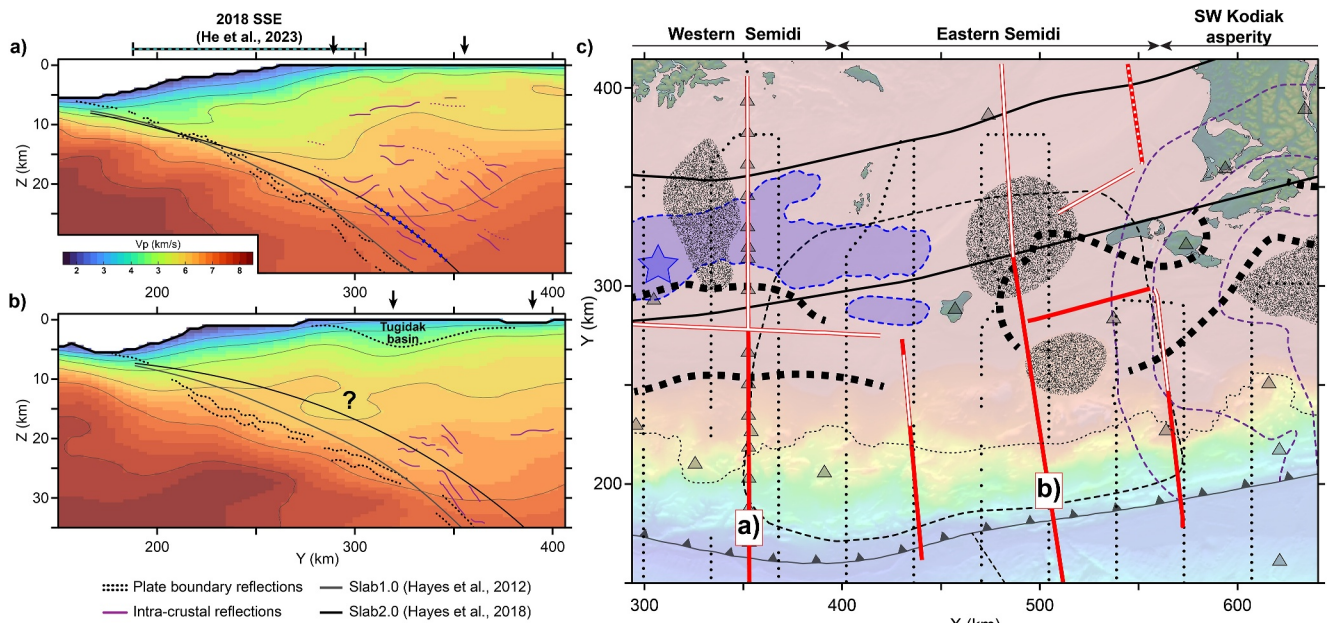 2018 SSE
(He et al., 2023)
a)
0
10
20
30
Z (km)
Vp (km/s)
2 3 4 5 6 7 8
200 300 400
b)
0
10
20
30
Z (km)
Tugidak
basin
?
200 300 400
Y (km)
Plate boundary reflections
Slab1.0 (Hayes et al., 2012)
Intra-crustal reflections
Slab2.0 (Hayes et al., 2018)
c)
Western Semidi
Eastern Semidi
SW Kodiak
asperity
400
300
200
Y (km)
a)
b)
300 400 500 600